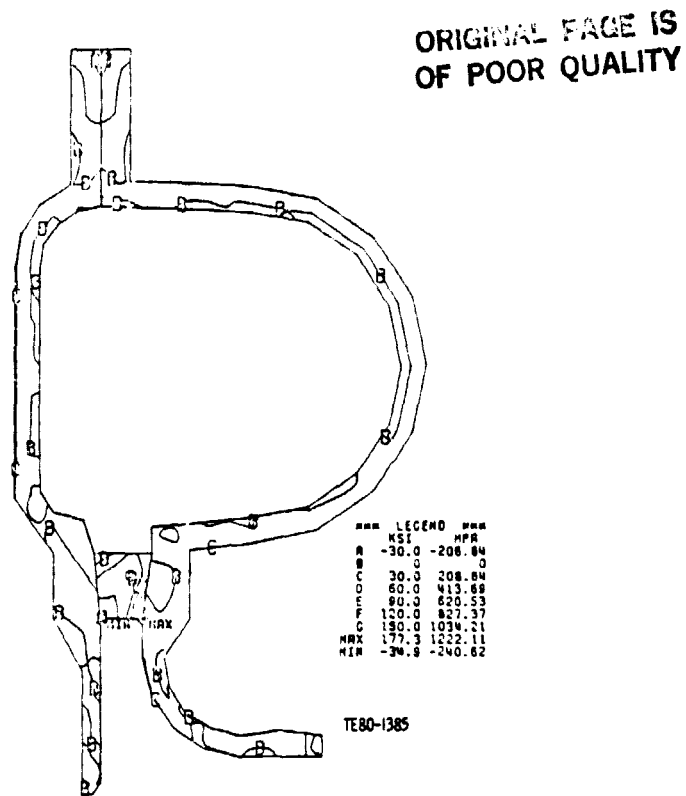 ORIGINAL PAGE IS
OF POOR QUALITY
*** LEGEND ***
KSI MPA
A -30.0 -206.84
B 0 0
C 30.0 206.84
D 60.0 413.69
E 90.0 620.53
F 120.0 827.37
G 150.0 1034.21
MAX 177.3 1222.11
MIN -34.9 -240.62
MIN MAX
TE80-1385